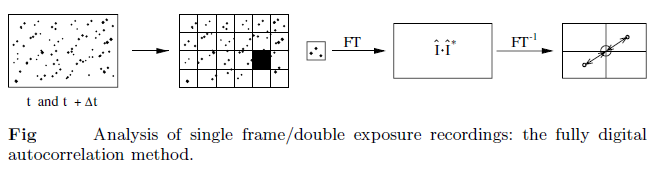 FT
Î·Î*
FT-1
t and t + Δt
Fig Analysis of single frame/double exposure recordings: the fully digital
autocorrelation method.